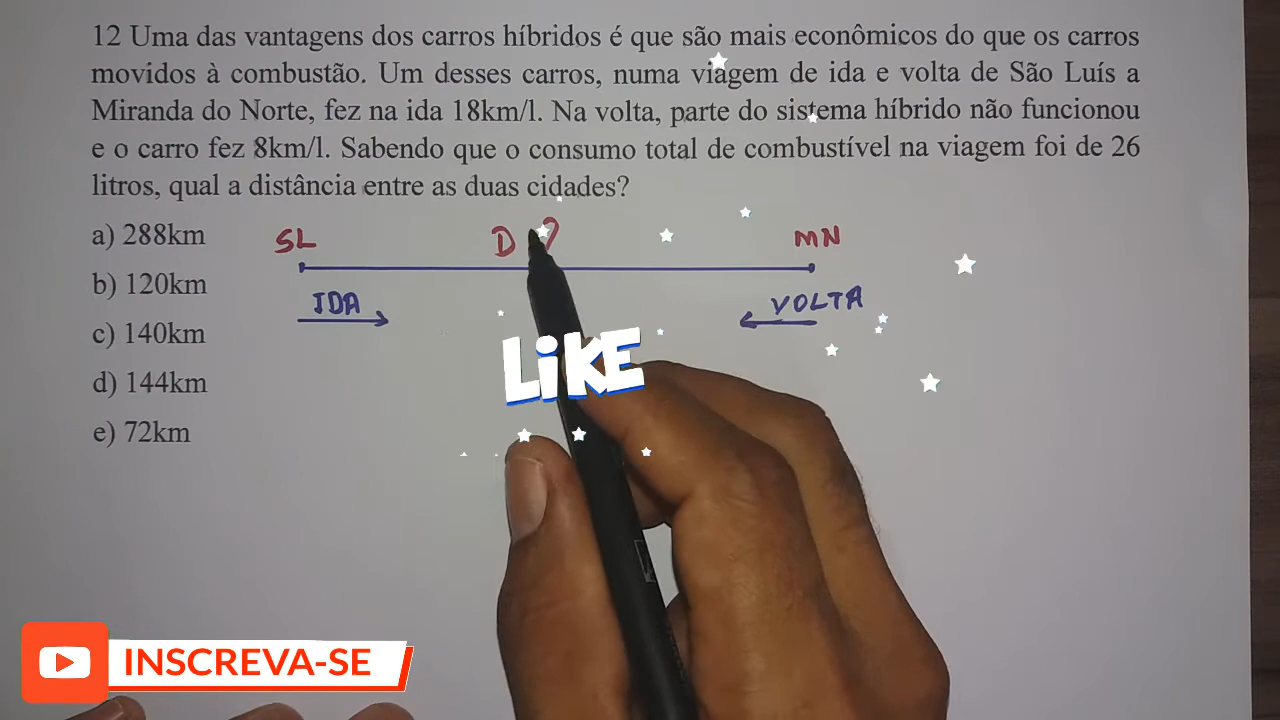 12 Uma das vantagens dos carros híbridos é que são mais econômicos do que os carros
movidos à combustão. Um desses carros, numa viagem de ida e volta de São Luís a
Miranda do Norte, fez na ida 18km/l. Na volta, parte do sistema híbrido não funcionou
e o carro fez 8km/l. Sabendo que o consumo total de combustível na viagem foi de 26
litros, qual a distância entre as duas cidades?
a) 288km
SL D ? MN
b) 120km
IDA VOLTA
c) 140km
LIKE
d) 144km
e) 72km
INSCREVA-SE